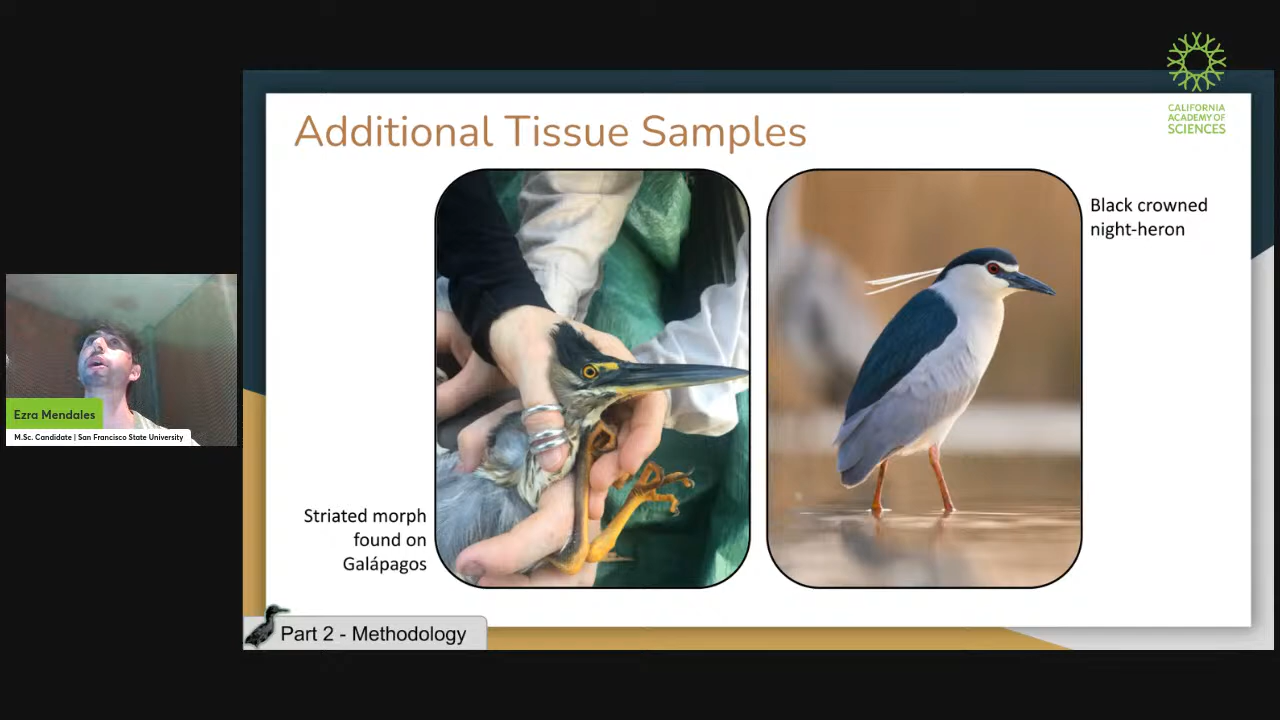 CALIFORNIA
ACADEMY OF
SCIENCES
Additional Tissue Samples
Black crowned
night-heron
Striated morph
found on
Galápagos
Ezra Mendales
M.Sc. Candidate | San Francisco State University
Part 2 - Methodology